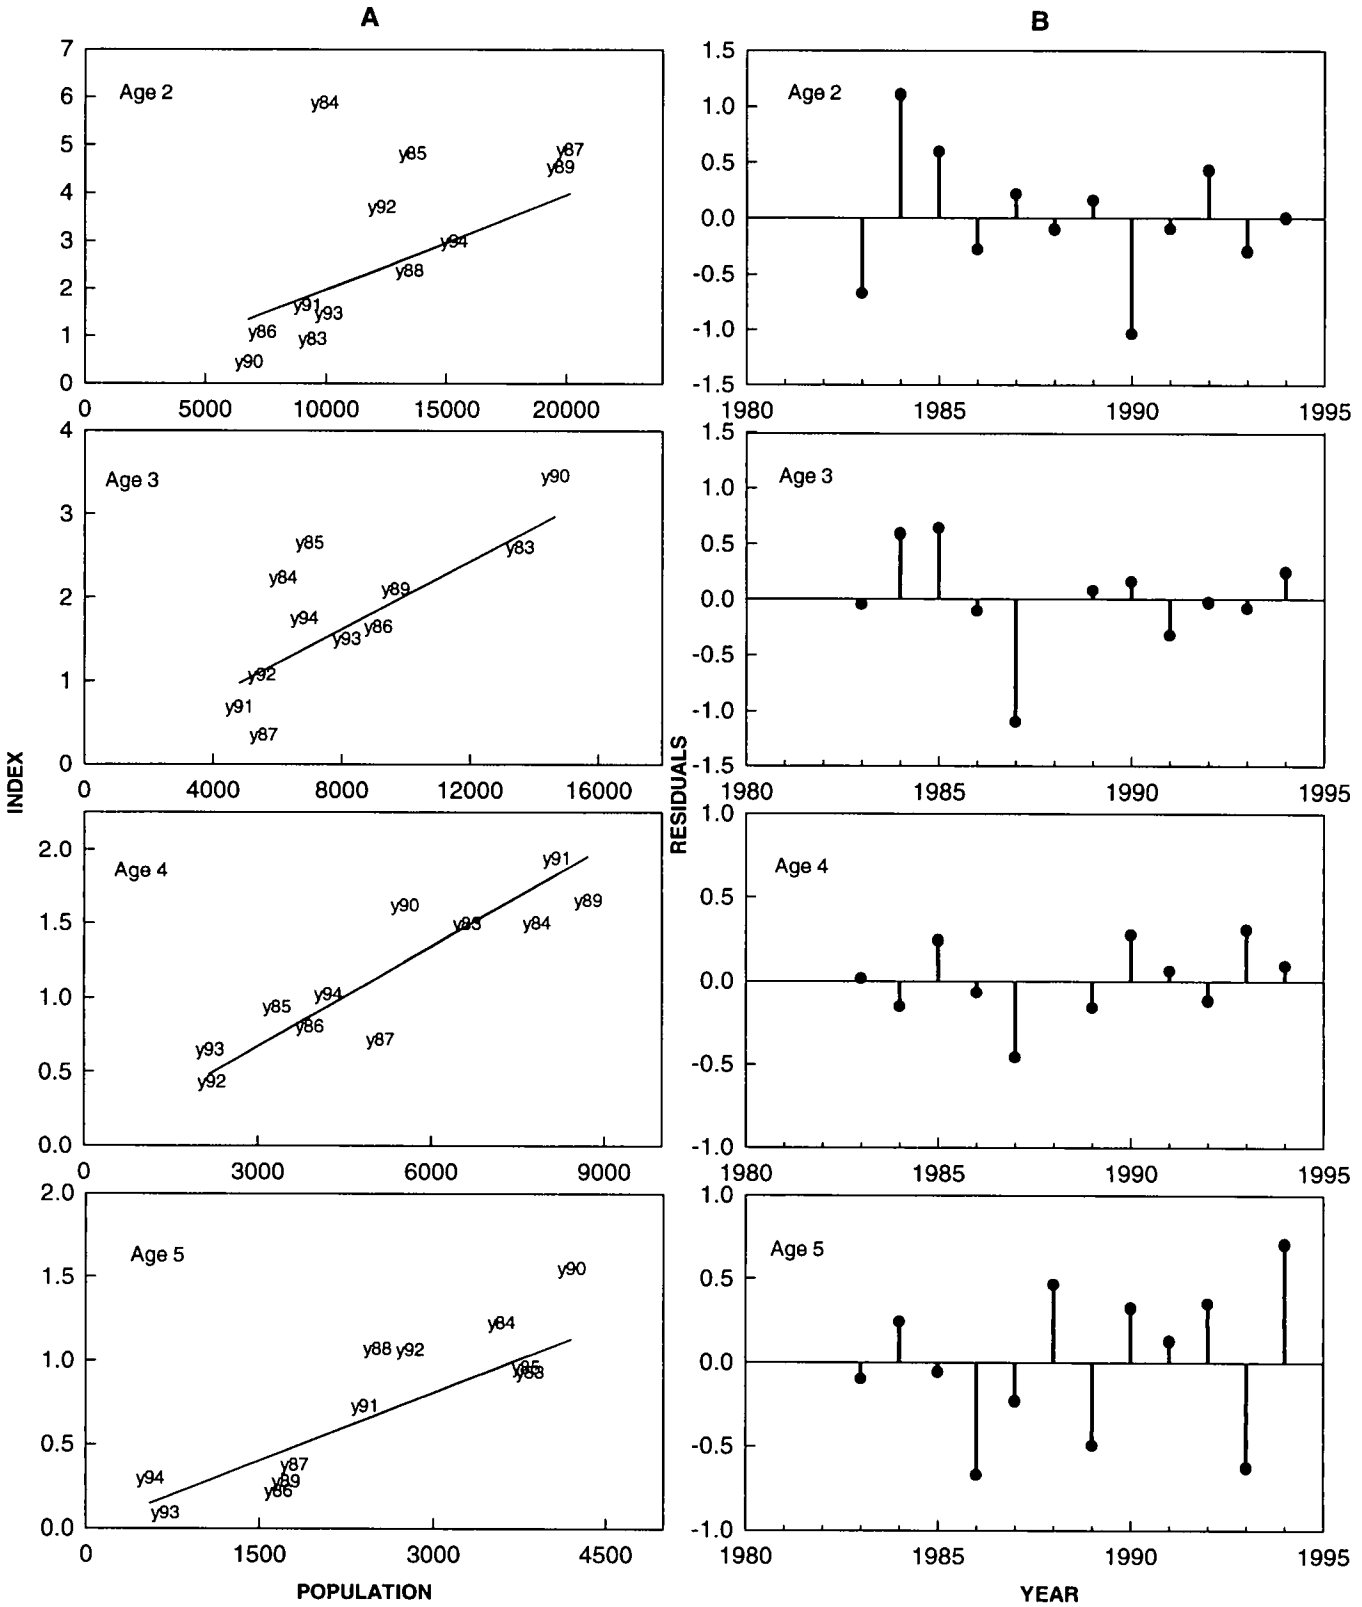 A
B
7
6
5
4
3
2
1
0
Age 2
y84
y85
y87
y89
y92
y94
y88
y91
y93
y86
y83
y90
0 5000 10000 15000 20000
1.5
1.0
0.5
0.0
-0.5
-1.0
-1.5
Age 2
1980 1985 1990 1995
4
3
2
1
0
Age 3
y90
y85
y83
y84
y89
y94
y86
y93
y92
y91
y87
0 4000 8000 12000 16000
1.5
1.0
0.5
0.0
-0.5
-1.0
-1.5
Age 3
1980 1985 1990 1995
INDEX
RESIDUALS
2.0
1.5
1.0
0.5
0.0
Age 4
y91
y90
y89
y83
y84
y94
y85
y86
y87
y93
y92
0 3000 6000 9000
1.0
0.5
0.0
-0.5
-1.0
Age 4
1980 1985 1990 1995
2.0
1.5
1.0
0.5
0.0
Age 5
y90
y84
y88
y92
y85
y83
y91
y87
y94
y89
y86
y93
0 1500 3000 4500
1.0
0.5
0.0
-0.5
-1.0
Age 5
1980 1985 1990 1995
POPULATION
YEAR